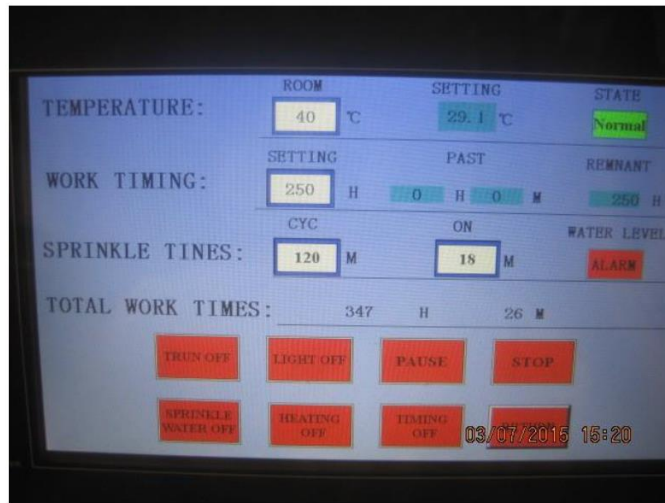 ROOM SETTING STATE
TEMPERATURE: 40 ℃ 29.1 ℃ Normal
SETTING PAST REMNANT
WORK TIMING: 250 H 0 H 0 M 250 H
CYC ON WATER LEVEL
SPRINKLE TINES: 120 M 18 M ALARM
TOTAL WORK TIMES: 347 H 26 M
TRUN OFF LIGHT OFF PAUSE STOP
SPRINKLE HEATING TIMING
WATER OFF OFF OFF
03/07/2015 15:20